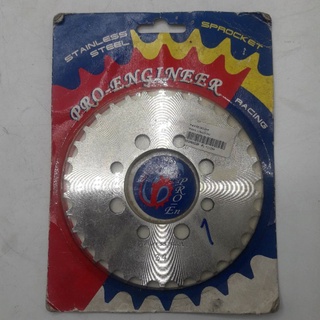 STAINLESS
STEEL
SPROCKET
PRO-ENGINEER
RACING
PRO
En
1